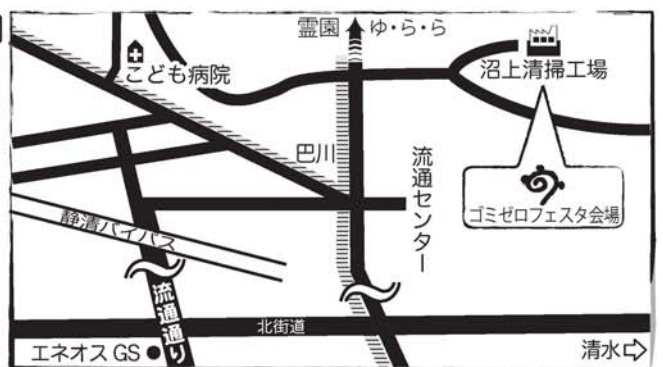 霊園 ゆ・ら・ら
こども病院
沼上清掃工場
巴川
流通センター
ゴミゼロフェスタ会場
静清バイパス
流通通り
北街道
エネオス GS
清水